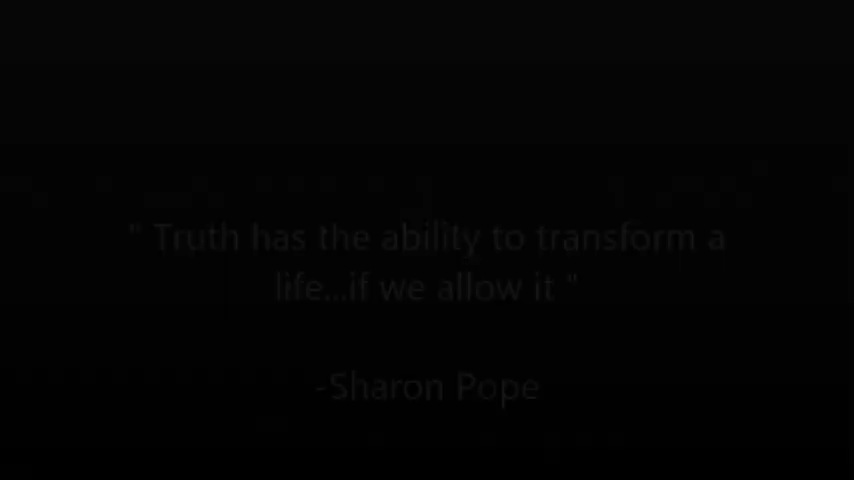 " Truth has the ability to transform a
life...if we allow it "
-Sharon Pope